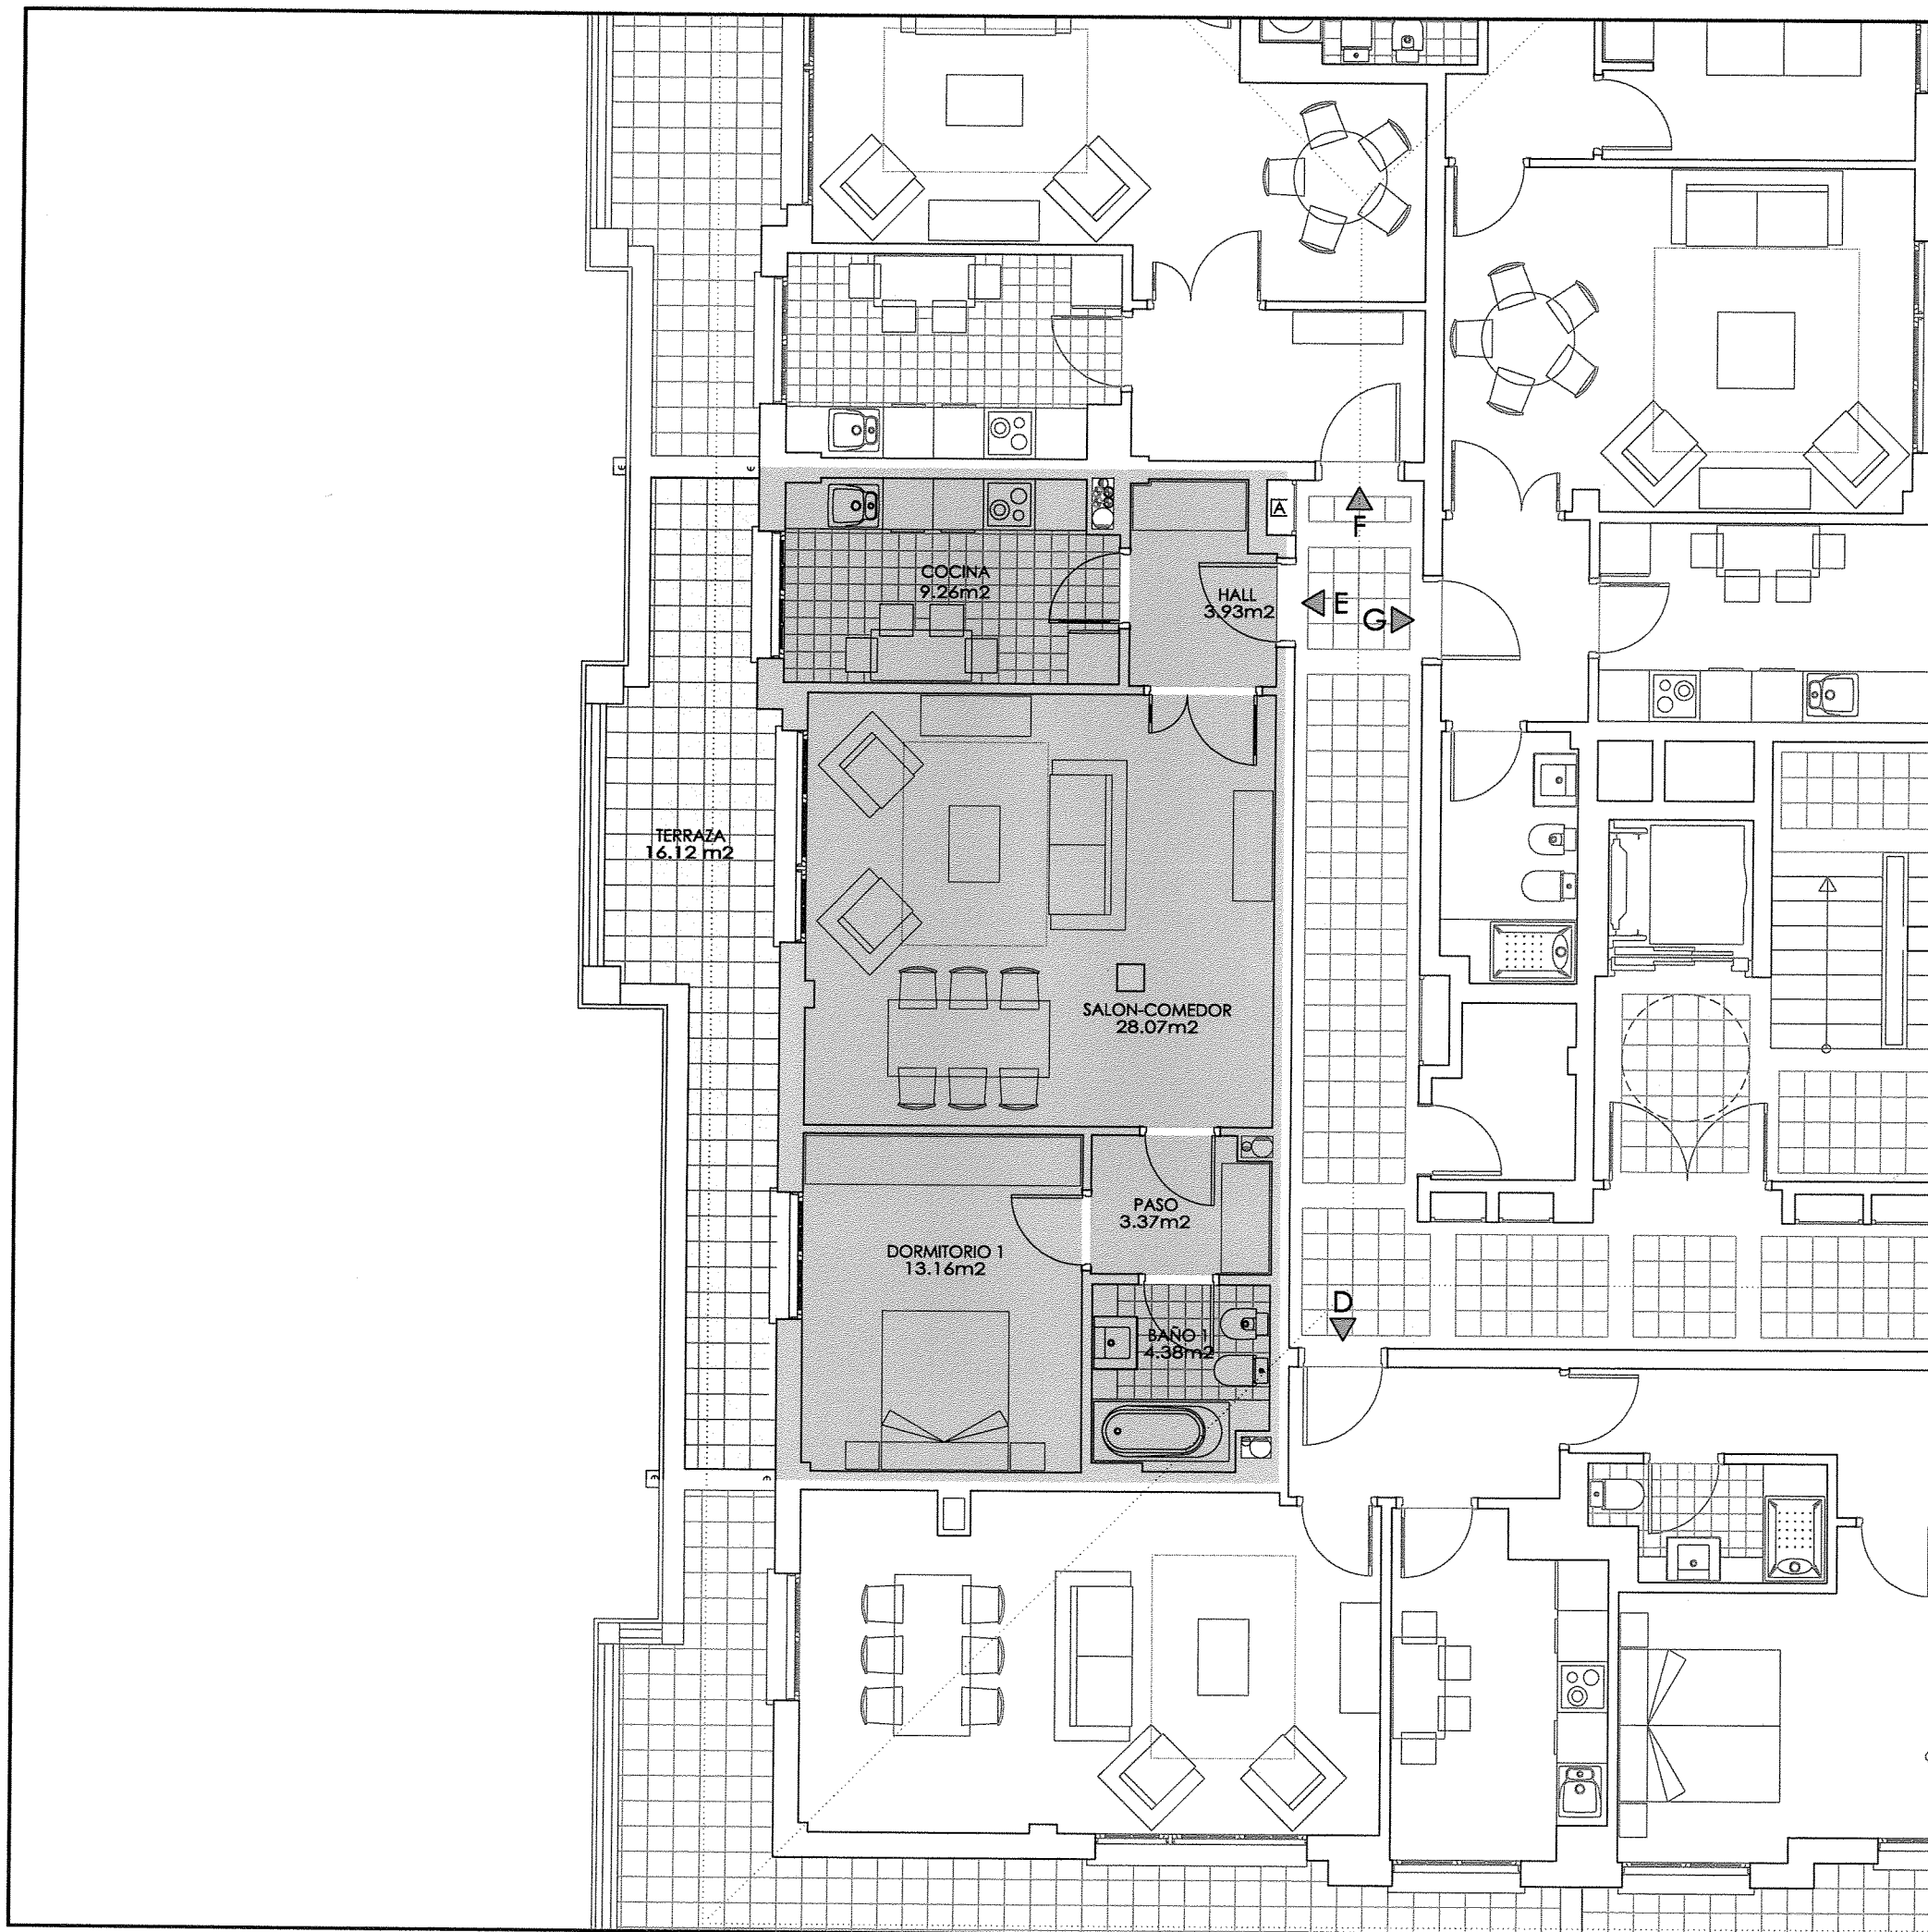 COCINA
9.26m2
HALL
3.93m2
A
F
E
G
TERRAZA
16.12 m2
SALON-COMEDOR
28.07m2
PASO
3.37m2
DORMITORIO 1
13.16m2
BAÑO 1
4.38m2
D